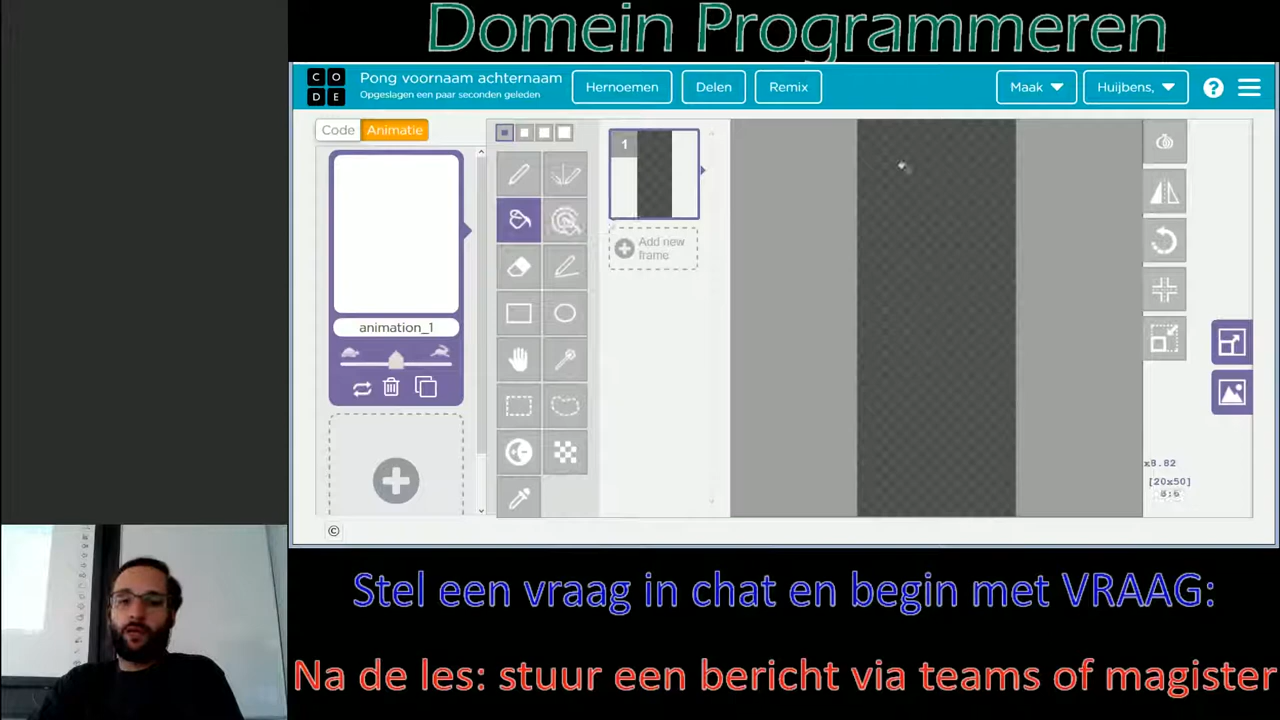 Domein Programmeren
C O
D E
Pong voornaam achternaam
Opgeslagen een paar seconden geleden
Hernoemen
Delen
Remix
Maak
Huijbens,
?
Code
Animatie
1
Add new
frame
animation_1
x8.82
[20x50]
©
Stel een vraag in chat en begin met VRAAG:
Na de les: stuur een bericht via teams of magister